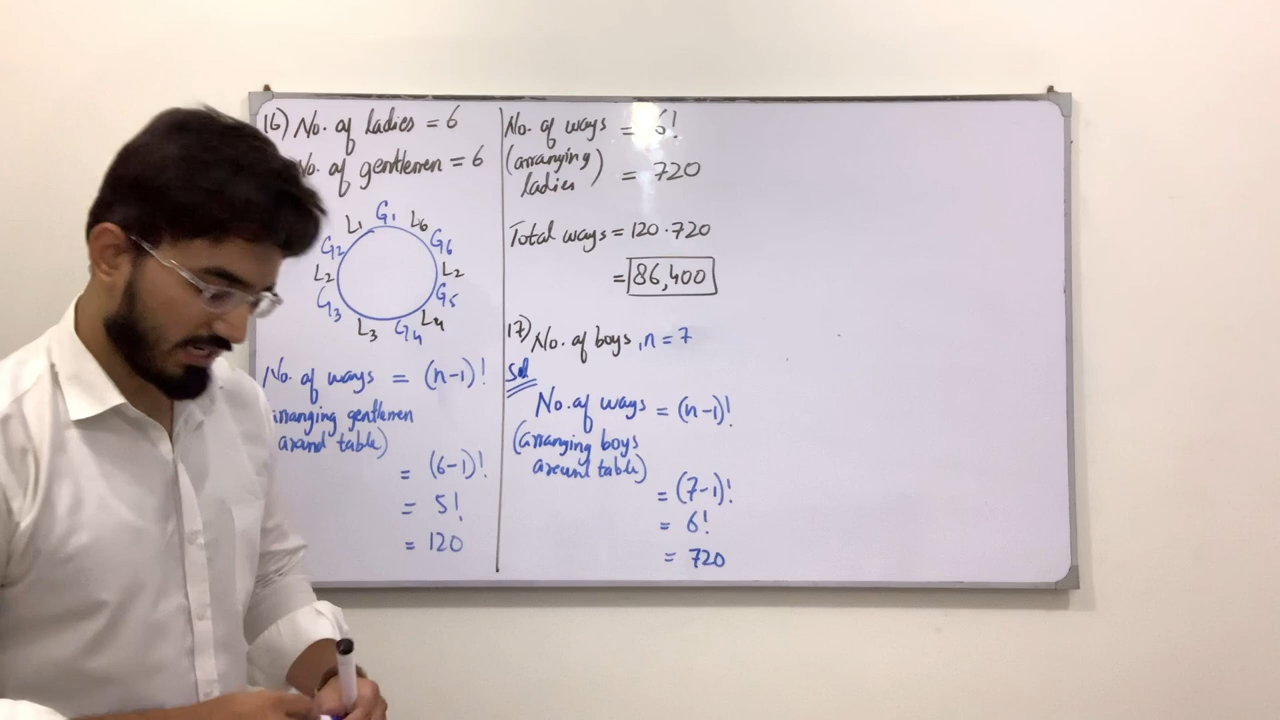 16) No. of ladies = 6
No. of gentlemen = 6
G1
L1
L6
G2
G6
L2
L2
G3
G5
L3
L4
G4
No. of ways = (n-1)!
arranging gentlemen
around table)
= (6-1)!
= 5!
= 120
No. of ways = 6!
(arranging
ladies)
= 720
Total ways = 120 · 720
= 86,400
17) No. of boys, n = 7
Sol
No. of ways = (n-1)!
(arranging boys
around table)
= (7-1)!
= 6!
= 720